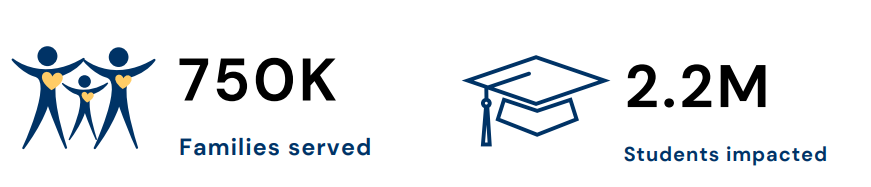 750K
Families served
2.2M
Students impacted